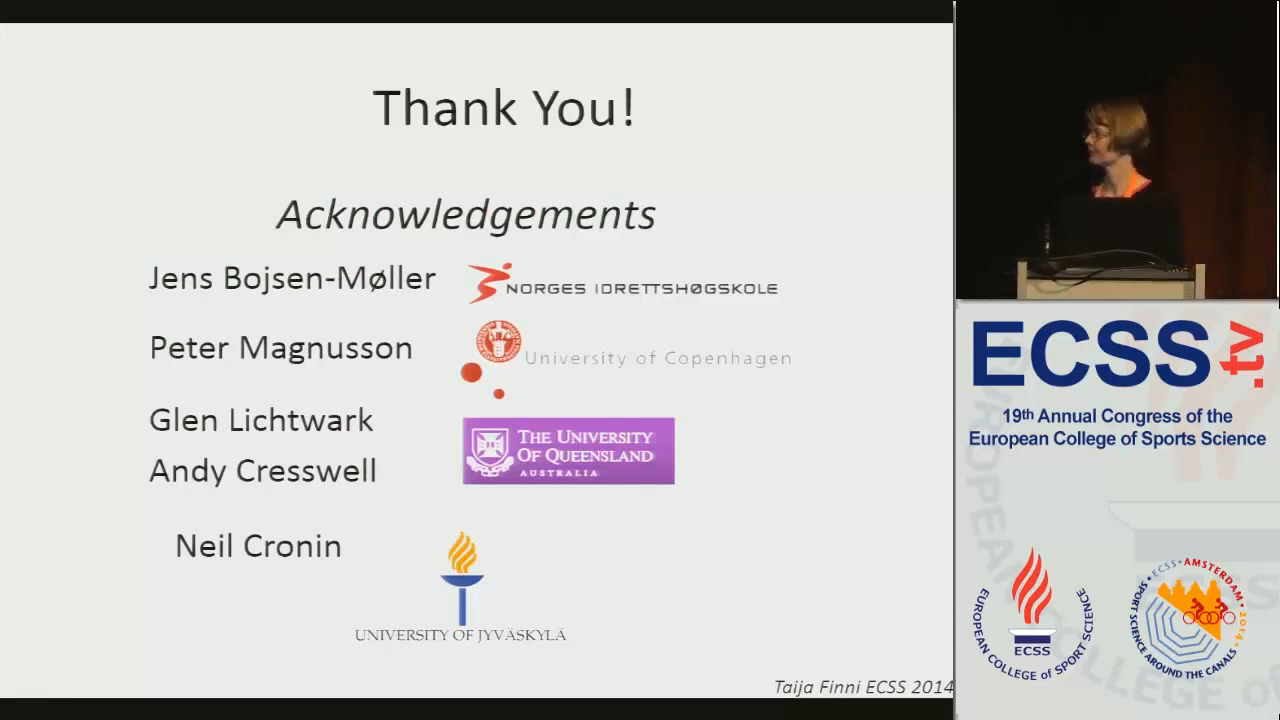 Thank You!
Acknowledgements
Jens Bojsen-Møller
NORGES IDRETTSHØGSKOLE
Peter Magnusson
University of Copenhagen
Glen Lichtwark
Andy Cresswell
THE UNIVERSITY
OF QUEENSLAND
AUSTRALIA
Neil Cronin
UNIVERSITY OF JYVÄSKYLÄ
Taija Finni ECSS 2014
ECSS.tv
19th Annual Congress of the
European College of Sports Science
EUROPEAN COLLEGE of SPORT SCIENCE
ECSS
ECSS • AMSTERDAM 2014
SPORT SCIENCE AROUND THE CANALS